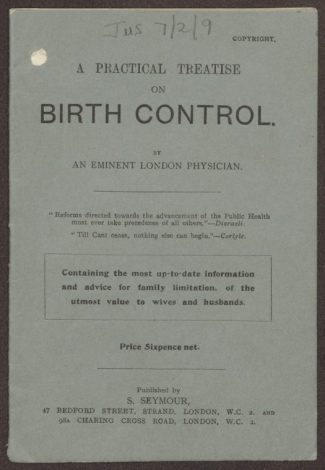 Jus 7/2/9
COPYRIGHT.
A PRACTICAL TREATISE
ON
BIRTH CONTROL.
BY
AN EMINENT LONDON PHYSICIAN.
"Reforms directed towards the advancement of the Public Health
must ever take precedence of all others."—Disraeli.
"Till Cant cease, nothing else can begin."—Carlyle.
Containing the most up-to-date information
and advice for family limitation, of the
utmost value to wives and husbands.
Price Sixpence net.
Published by
S. SEYMOUR,
47 BEDFORD STREET, STRAND, LONDON, W.C. 2. AND
98A CHARING CROSS ROAD, LONDON, W.C. 2.